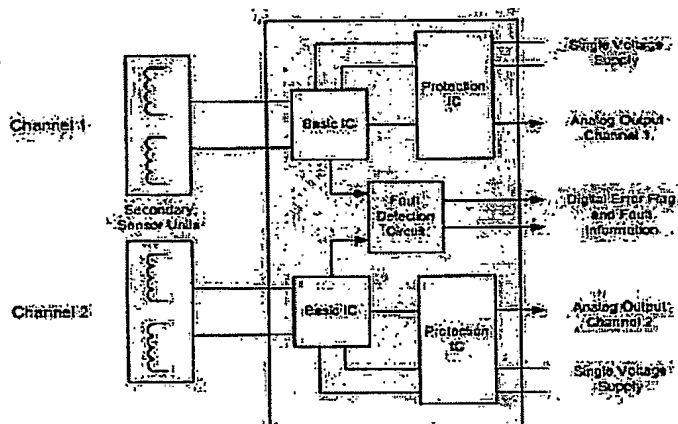 Single Voltage
Supply
Protection
IC
Channel 1
Basic IC
Analog Output
Channel 1
Secondary
Sensor Units
Fault
Detection
Circuit
Digital Error Flag
and Fault
Information
Channel 2
Basic IC
Protection
IC
Analog Output
Channel 2
Single Voltage
Supply